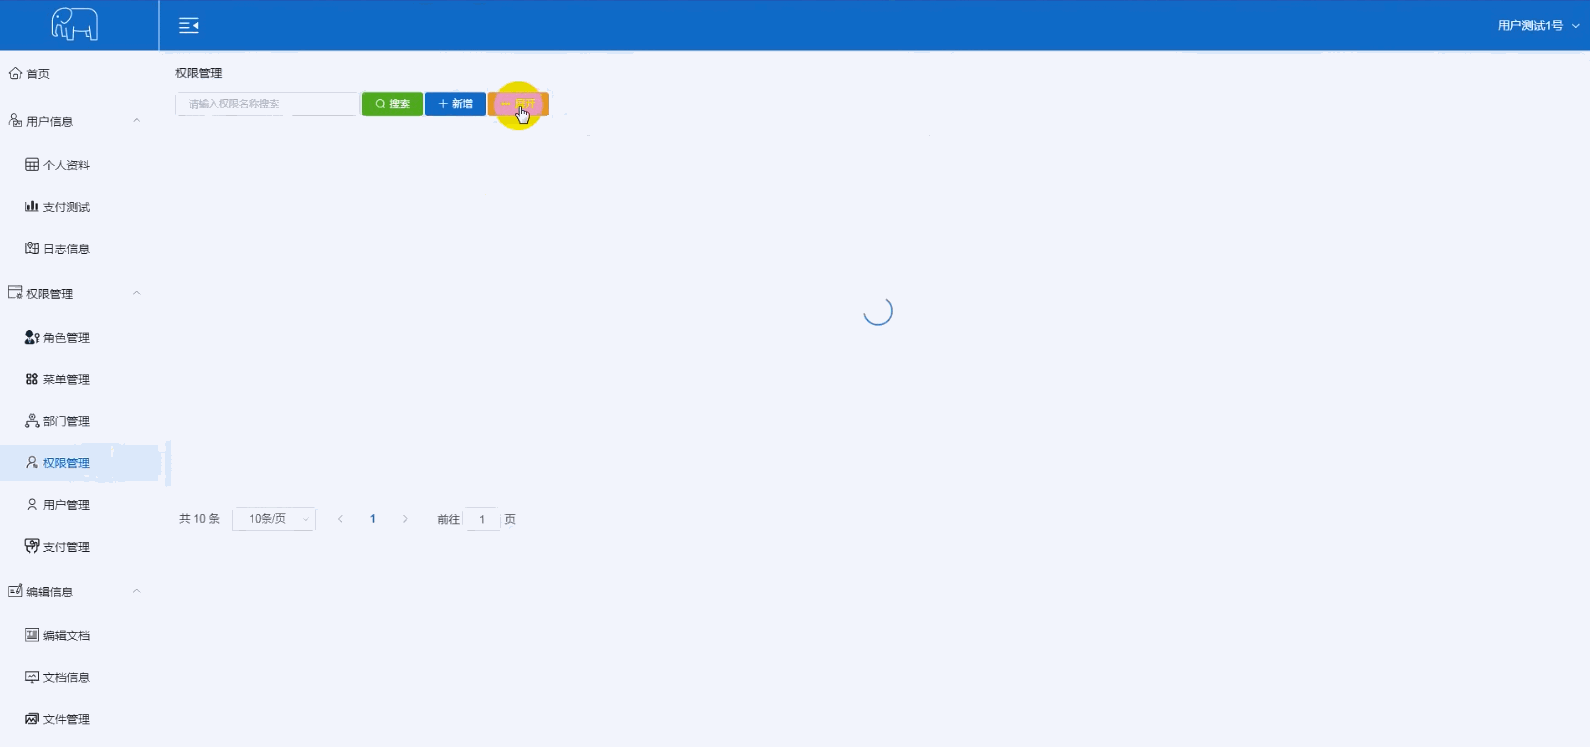 用户测试1号
首页
权限管理
请输入权限名称搜索
搜索
新增
展开
用户信息
个人资料
支付测试
日志信息
权限管理
角色管理
菜单管理
部门管理
权限管理
用户管理
支付管理
共 10 条
10条/页
1
前往
1
页
编辑信息
编辑文档
文档信息
文件管理